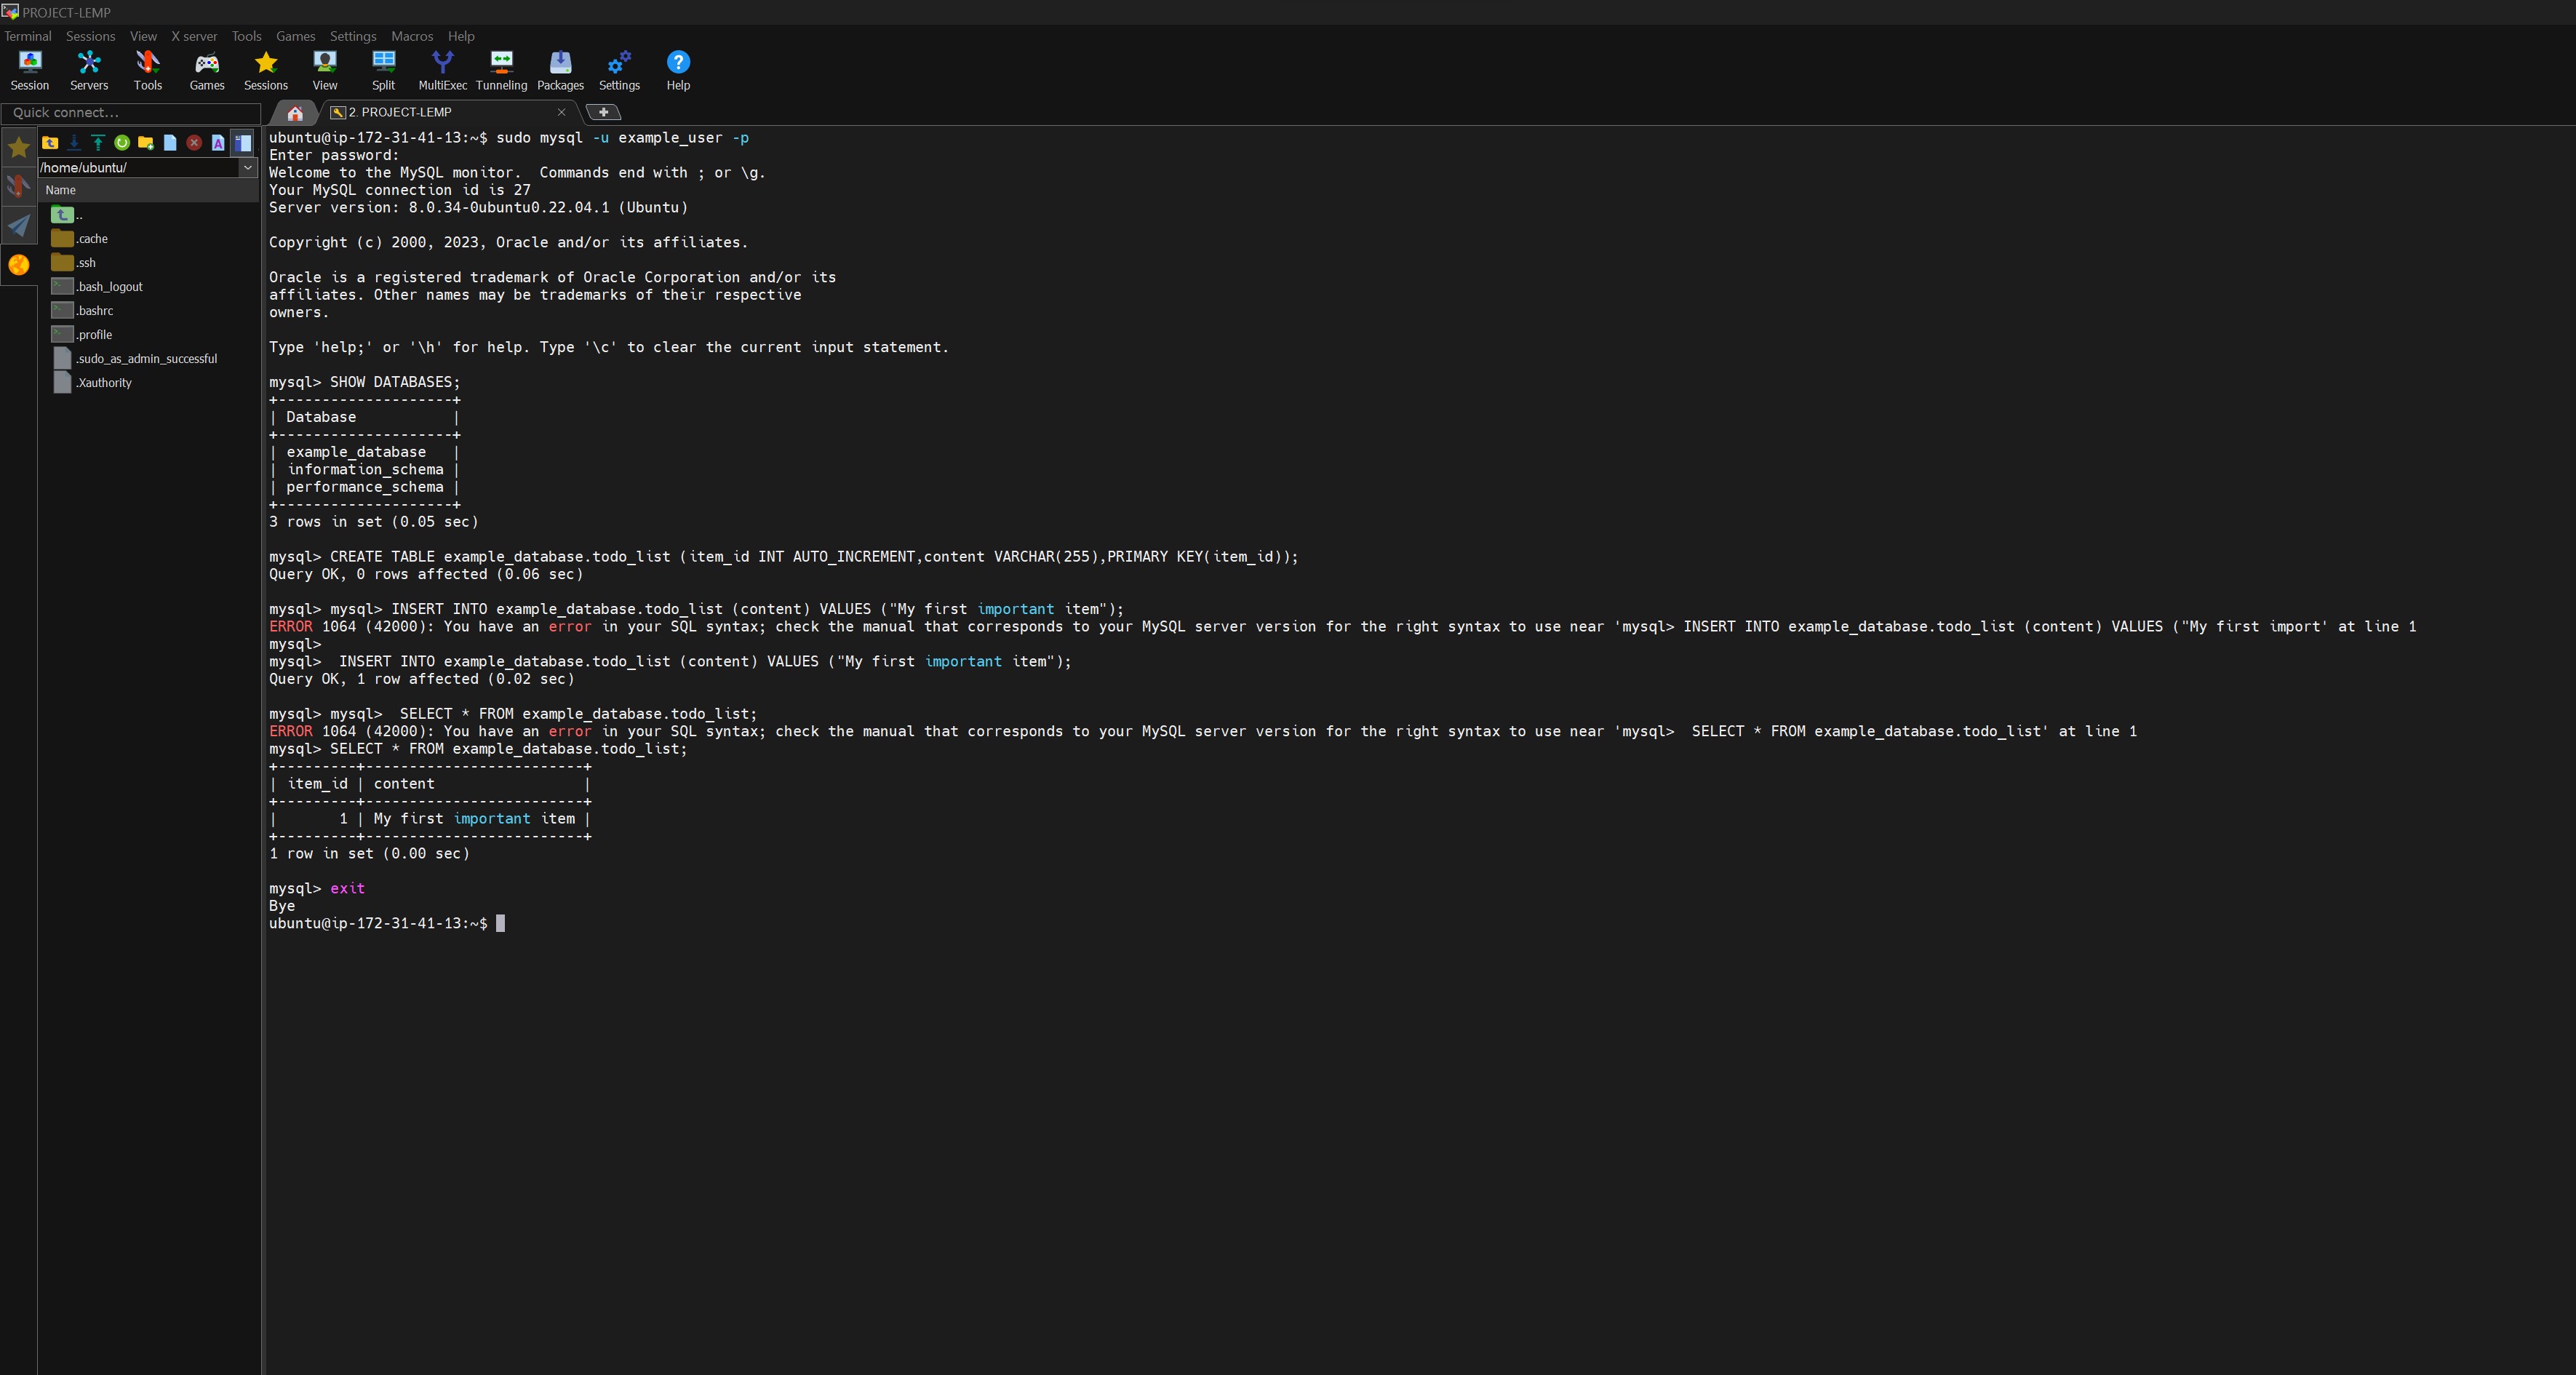 PROJECT-LEMP
Terminal Sessions View X server Tools Games Settings Macros Help
Session Servers Tools Games Sessions View Split MultiExec Tunneling Packages Settings Help
Quick connect...
2. PROJECT-LEMP
/home/ubuntu/
Name
..
.cache
.ssh
.bash_logout
.bashrc
.profile
.sudo_as_admin_successful
.Xauthority
ubuntu@ip-172-31-41-13:~$ sudo mysql -u example_user -p
Enter password:
Welcome to the MySQL monitor.  Commands end with ; or \g.
Your MySQL connection id is 27
Server version: 8.0.34-0ubuntu0.22.04.1 (Ubuntu)
Copyright (c) 2000, 2023, Oracle and/or its affiliates.
Oracle is a registered trademark of Oracle Corporation and/or its
affiliates. Other names may be trademarks of their respective
owners.
Type 'help;' or '\h' for help. Type '\c' to clear the current input statement.
mysql> SHOW DATABASES;
+--------------------+
| Database           |
+--------------------+
| example_database   |
| information_schema |
| performance_schema |
+--------------------+
3 rows in set (0.05 sec)
mysql> CREATE TABLE example_database.todo_list (item_id INT AUTO_INCREMENT,content VARCHAR(255),PRIMARY KEY(item_id));
Query OK, 0 rows affected (0.06 sec)
mysql> mysql> INSERT INTO example_database.todo_list (content) VALUES ("My first important item");
ERROR 1064 (42000): You have an error in your SQL syntax; check the manual that corresponds to your MySQL server version for the right syntax to use near 'mysql> INSERT INTO example_database.todo_list (content) VALUES ("My first import' at line 1
mysql>
mysql>  INSERT INTO example_database.todo_list (content) VALUES ("My first important item");
Query OK, 1 row affected (0.02 sec)
mysql> mysql>  SELECT * FROM example_database.todo_list;
ERROR 1064 (42000): You have an error in your SQL syntax; check the manual that corresponds to your MySQL server version for the right syntax to use near 'mysql>  SELECT * FROM example_database.todo_list' at line 1
mysql> SELECT * FROM example_database.todo_list;
+---------+-------------------------+
| item_id | content                 |
+---------+-------------------------+
|       1 | My first important item |
+---------+-------------------------+
1 row in set (0.00 sec)
mysql> exit
Bye
ubuntu@ip-172-31-41-13:~$